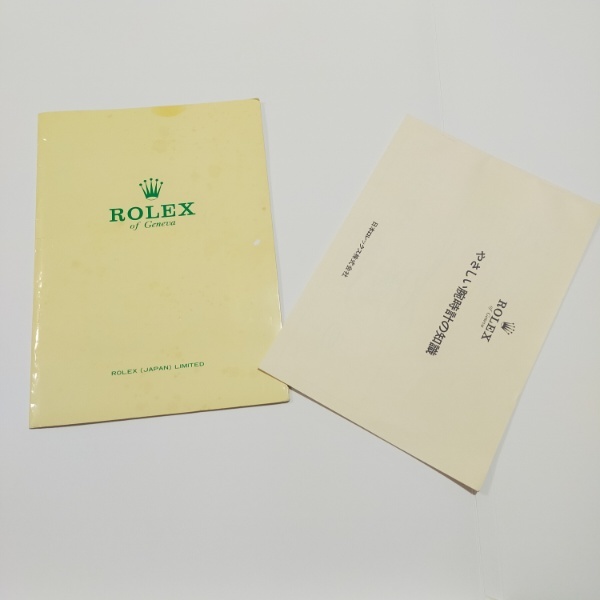 ROLEX
of Geneva
ROLEX (JAPAN) LIMITED
ROLEX
of Geneva
やさしい腕時計の知識
日本ロレックス株式会社